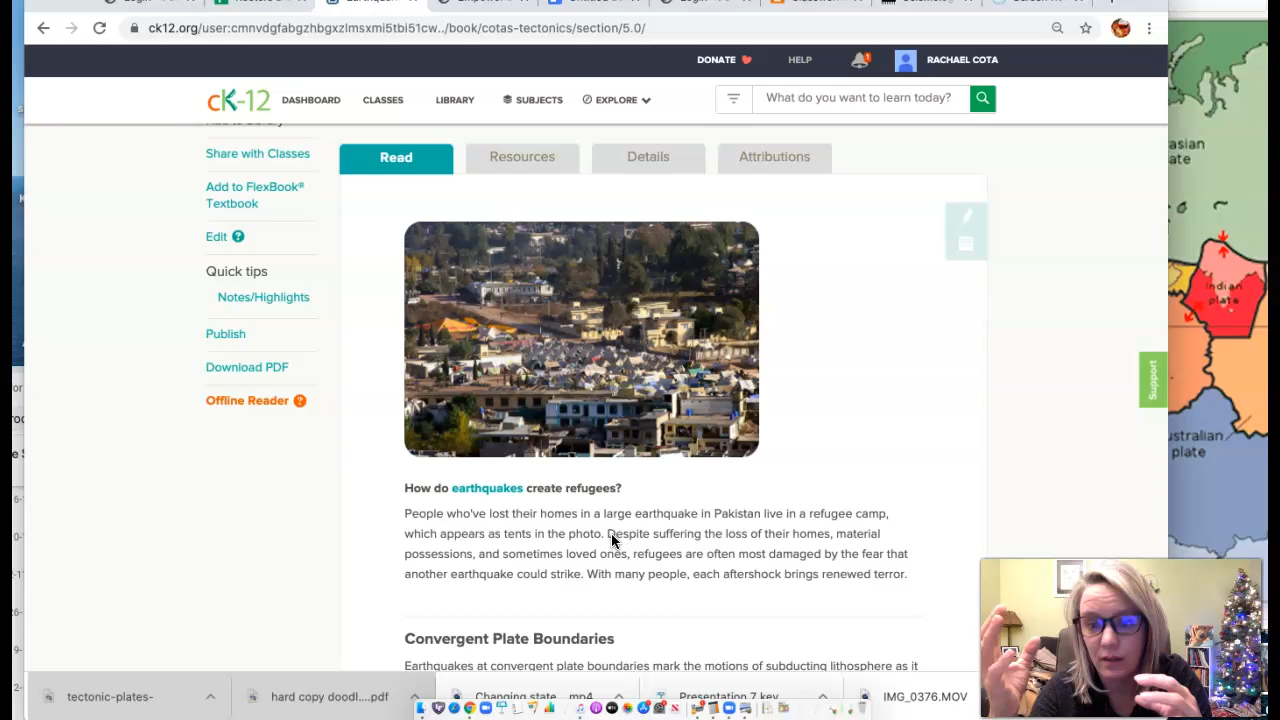 ck12.org/user:cmnvdgfabgzhbgxzlmsxmi5tbi51cw../book/cotas-tectonics/section/5.0/
DONATE HELP RACHAEL COTA
cK-12 DASHBOARD CLASSES LIBRARY SUBJECTS EXPLORE What do you want to learn today?
Share with Classes
Read Resources Details Attributions
Add to FlexBook®
Textbook
Edit ?
Quick tips
Notes/Highlights
Publish
Download PDF
Offline Reader ?
How do earthquakes create refugees?
People who've lost their homes in a large earthquake in Pakistan live in a refugee camp,
which appears as tents in the photo. Despite suffering the loss of their homes, material
possessions, and sometimes loved ones, refugees are often most damaged by the fear that
another earthquake could strike. With many people, each aftershock brings renewed terror.
Convergent Plate Boundaries
Earthquakes at convergent plate boundaries mark the motions of subducting lithosphere as it
Support
asian
ate
Indian
plate
ustralian
plate
tectonic-plates- hard copy doodl....pdf Changing state ....mp4 Presentation 7 key IMG_0376.MOV